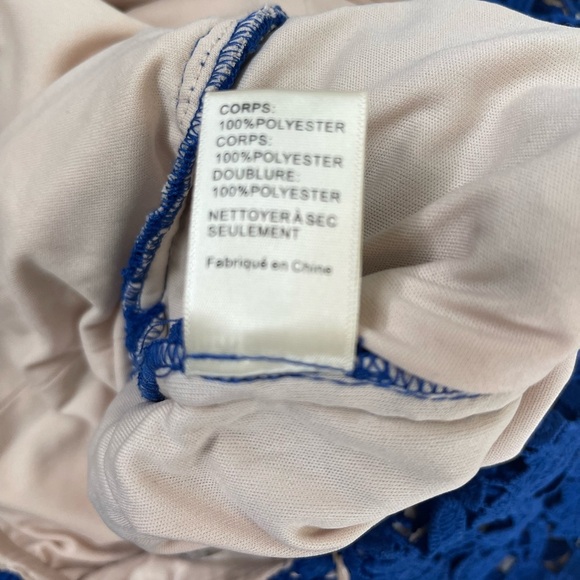 CORPS:
100%POLYESTER
CORPS:
100%POLYESTER
DOUBLURE:
100%POLYESTER
NETTOYER À SEC
SEULEMENT
Fabriqué en Chine